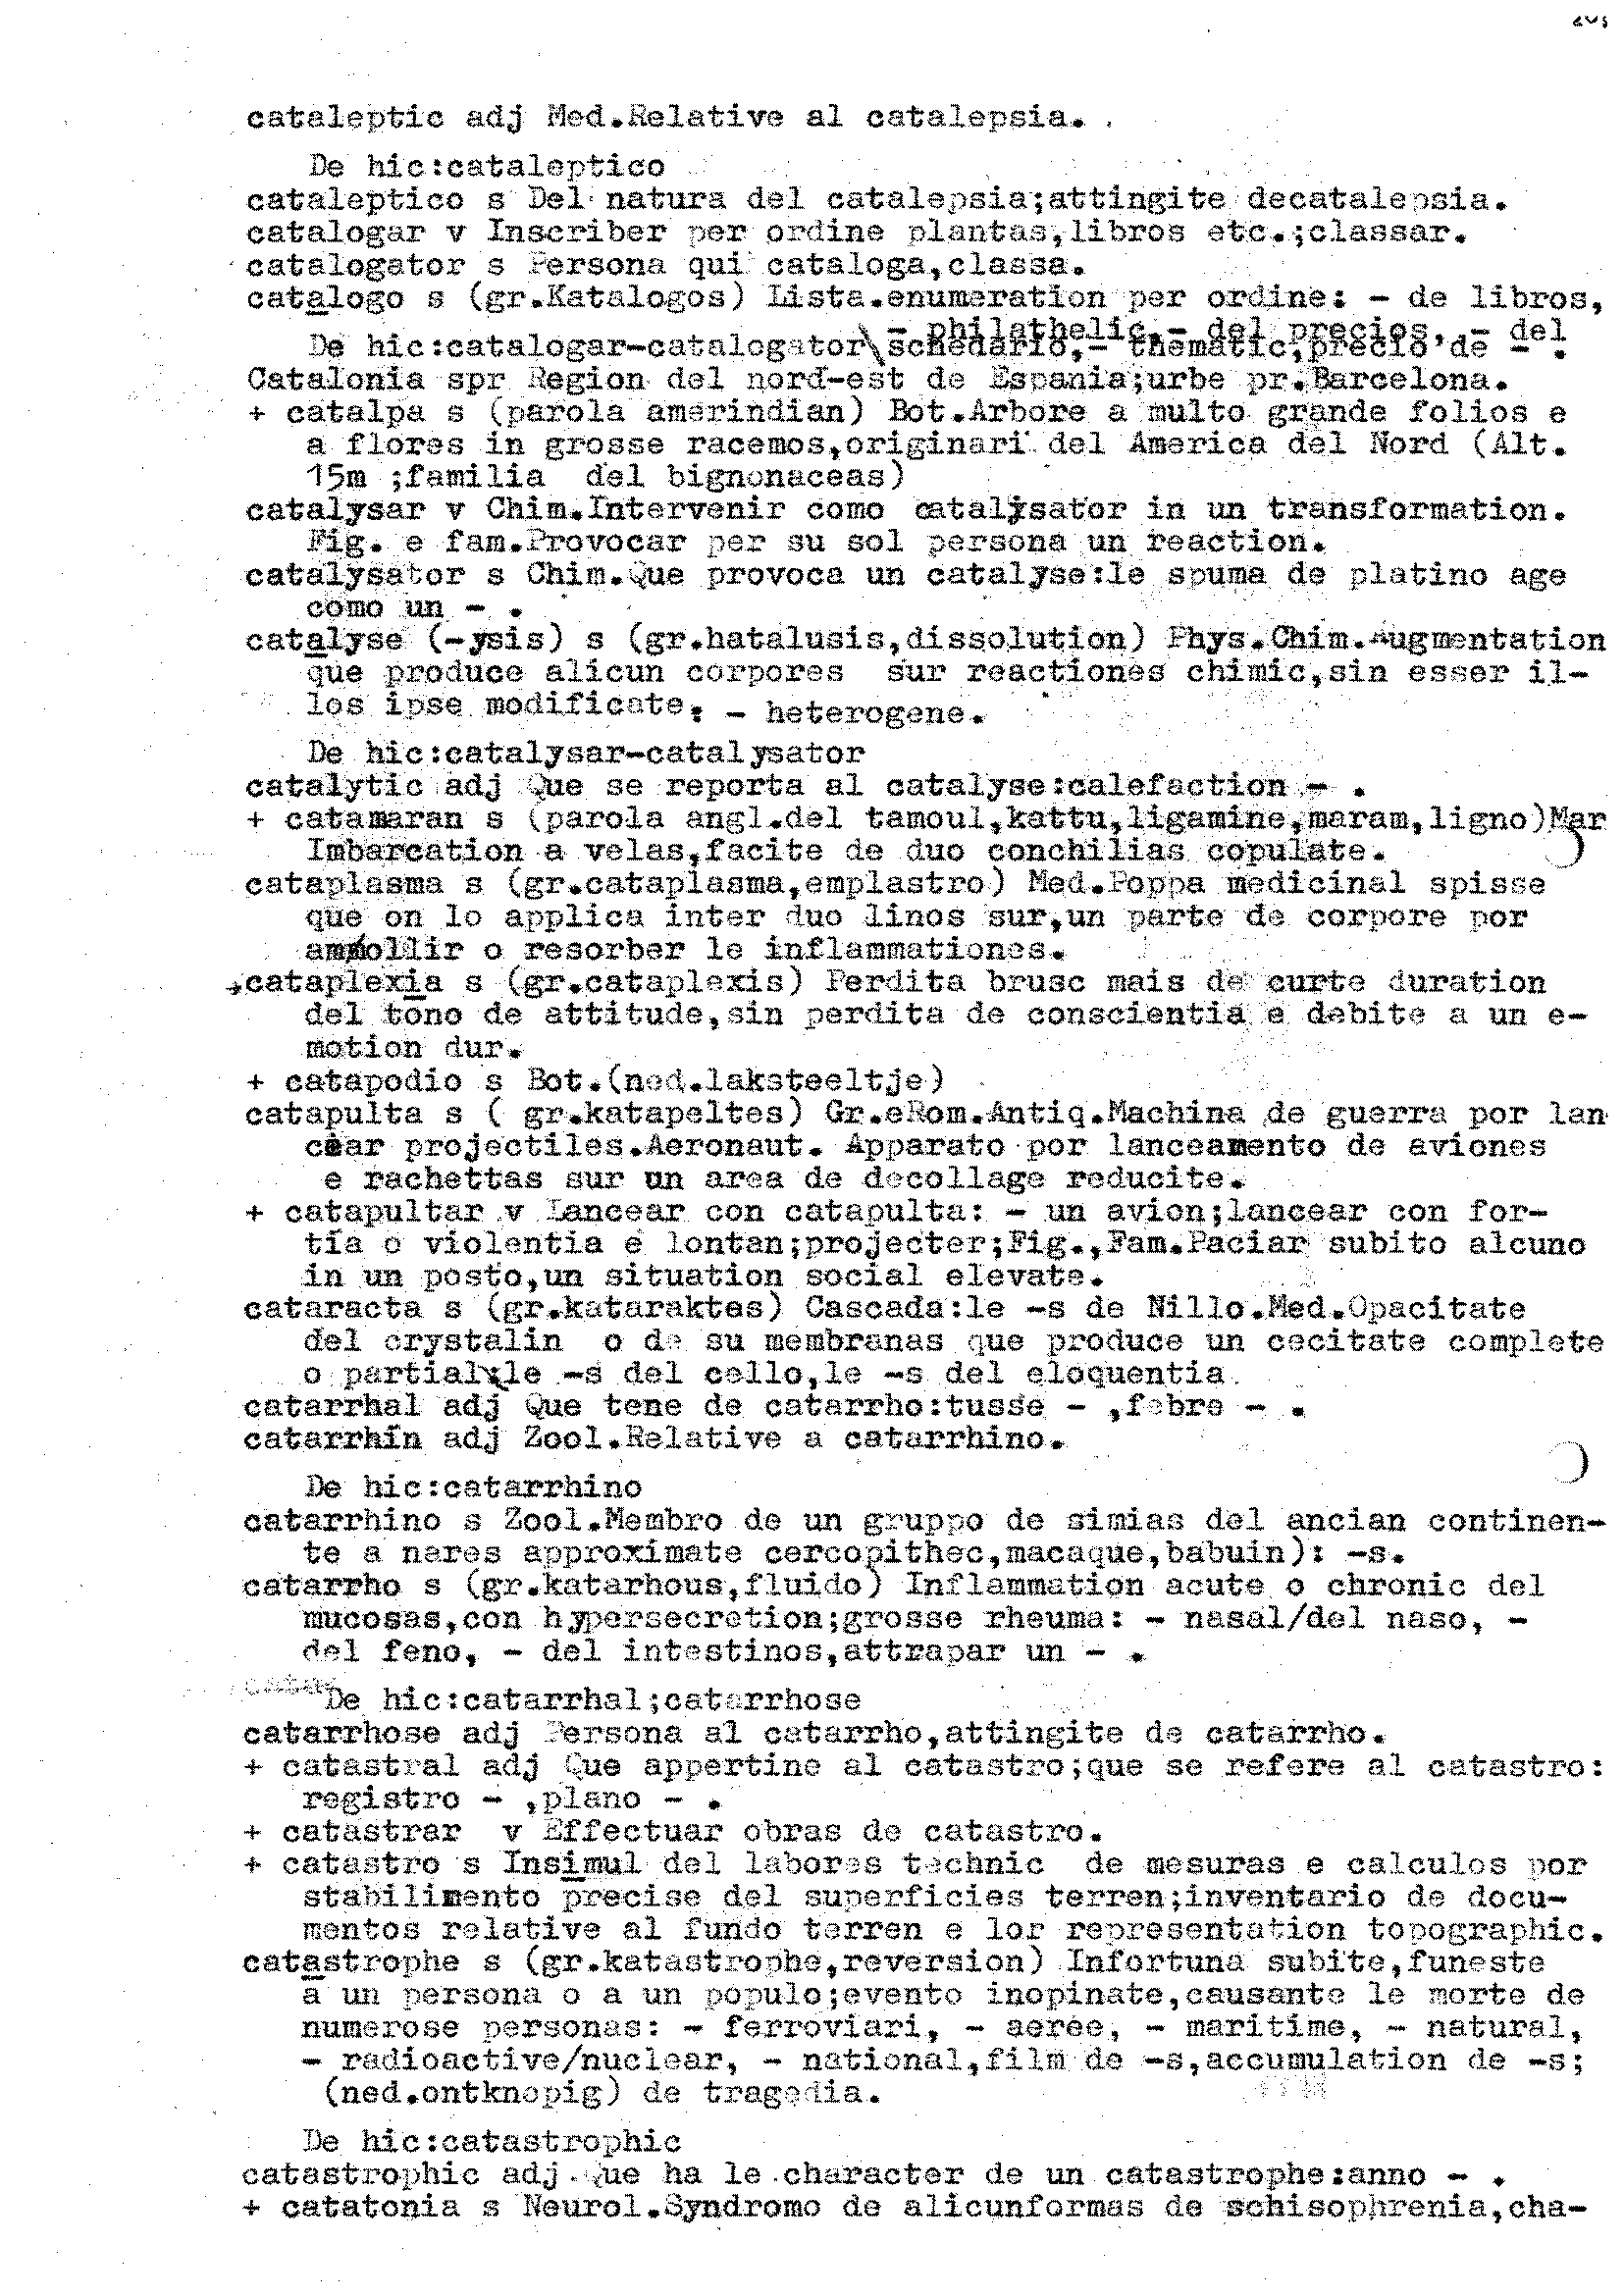 cataleptic adj Med.Relative al catalepsia.
De hic:cataleptico
cataleptico s Del natura del catalepsia;attingite decatalepsia.
catalogar v Inscriber per ordine plantas,libros etc.;classar.
catalogator s Persona qui cataloga,classa.
catalogo s (gr.Katalogos) Lista.enumeration per ordine: - de libros,
- philathelic,- del precios, - del
De hic:catalogar-catalogator\schedario,- thematic,precio de - .
Catalonia spr Region del nord-est de Espania;urbe pr.Barcelona.
+ catalpa s (parola amerindian) Bot.Arbore a multo grande folios e
a flores in grosse racemos,originari del America del Nord (Alt.
15m ;familia  del bignonaceas)
catalysar v Chim.Intervenir como catalysator in un transformation.
Fig. e fam.Provocar per su sol persona un reaction.
catalysator s Chim.Que provoca un catalyse:le spuma de platino age
como un - .
catalyse (-ysis) s (gr.hatalusis,dissolution) Phys.Chim.Augmentation
que produce alicun corpores  sur reactiones chimic,sin esser il-
los ipse modificate: - heterogene.
De hic:catalysar-catalysator
catalytic adj Que se reporta al catalyse:calefaction - .
+ catamaran s (parola angl.del tamoul,kattu,ligamine,maram,ligno)Mar
Imbarcation a velas,facite de duo conchilias copulate.
cataplasma s (gr.cataplasma,emplastro) Med.Poppa medicinal spisse
que on lo applica inter duo linos sur,un parte de corpore por
ammollir o resorber le inflammationes.
+cataplexia s (gr.cataplexis) Perdita brusc mais de curte duration
del tono de attitude,sin perdita de conscientia e debite a un e-
motion dur.
+ catapodio s Bot.(ned.laksteeltje)
catapulta s ( gr.katapeltes) Gr.eRom.Antiq.Machina de guerra por lan
cear projectiles.Aeronaut. Apparato por lanceamento de aviones
e rachettas sur un area de decollage reducite.
+ catapultar v Lancear con catapulta: - un avion;lancear con for-
tia o violentia e lontan;projecter;Fig.,Fam.Paciar subito alcuno
in un posto,un situation social elevate.
cataracta s (gr.kataraktes) Cascada:le -s de Nillo.Med.Opacitate
del crystalin  o de su membranas que produce un cecitate complete
o partial;le -s del cello,le -s del eloquentia.
catarrhal adj Que tene de catarrho:tusse - ,febre - .
catarrhin adj Zool.Relative a catarrhino.
De hic:catarrhino
catarrhino s Zool.Membro de un gruppo de simias del ancian continen-
te a nares approximate cercopithec,macaque,babuin): -s.
catarrho s (gr.katarhous,fluido) Inflammation acute o chronic del
mucosas,con hypersecretion;grosse rheuma: - nasal/del naso, -
del feno, - del intestinos,attrapar un - .
De hic:catarrhal;catarrhose
catarrhose adj Persona al catarrho,attingite de catarrho.
+ catastral adj Que appertine al catastro;que se refere al catastro:
registro - ,plano - .
+ catastrar  v Effectuar obras de catastro.
+ catastro s Insimul del labores technic  de mesuras e calculos por
stabilimento precise del superficies terren;inventario de docu-
mentos relative al fundo terren e lor representation topographic.
catastrophe s (gr.katastrophe,reversion) Infortuna subite,funeste
a un persona o a un populo;evento inopinate,causante le morte de
numerose personas: - ferroviari, - aeree, - maritime, - natural,
- radioactive/nuclear, - national,film de -s,accumulation de -s;
(ned.ontknopig) de tragedia.
De hic:catastrophic
catastrophic adj Que ha le character de un catastrophe:anno - .
+ catatonia s Neurol.Syndromo de alicunformas de schisophrenia,cha-